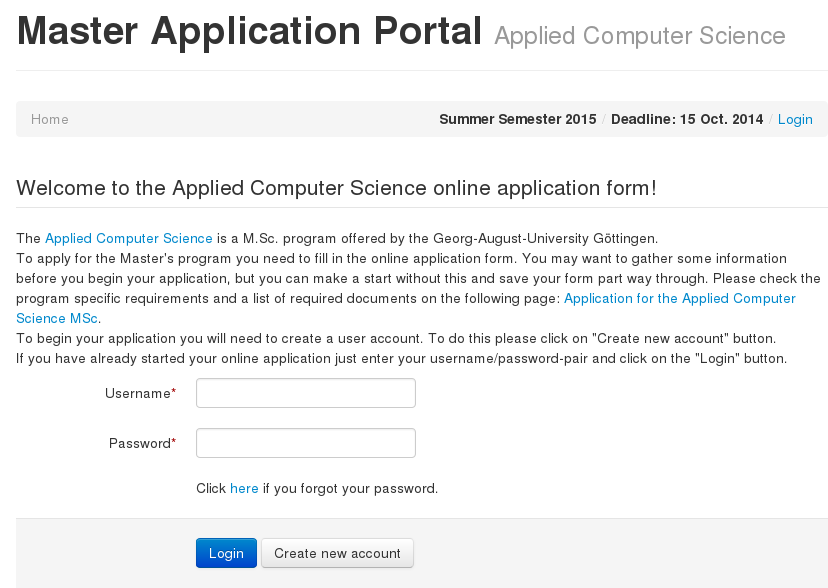 Master Application Portal Applied Computer Science
Home
Summer Semester 2015 / Deadline: 15 Oct. 2014 / Login
Welcome to the Applied Computer Science online application form!
The Applied Computer Science is a M.Sc. program offered by the Georg-August-University Göttingen.
To apply for the Master's program you need to fill in the online application form. You may want to gather some information
before you begin your application, but you can make a start without this and save your form part way through. Please check the
program specific requirements and a list of required documents on the following page: Application for the Applied Computer
Science MSc.
To begin your application you will need to create a user account. To do this please click on "Create new account" button.
If you have already started your online application just enter your username/password-pair and click on the "Login" button.
Username*
Password*
Click here if you forgot your password.
Login
Create new account